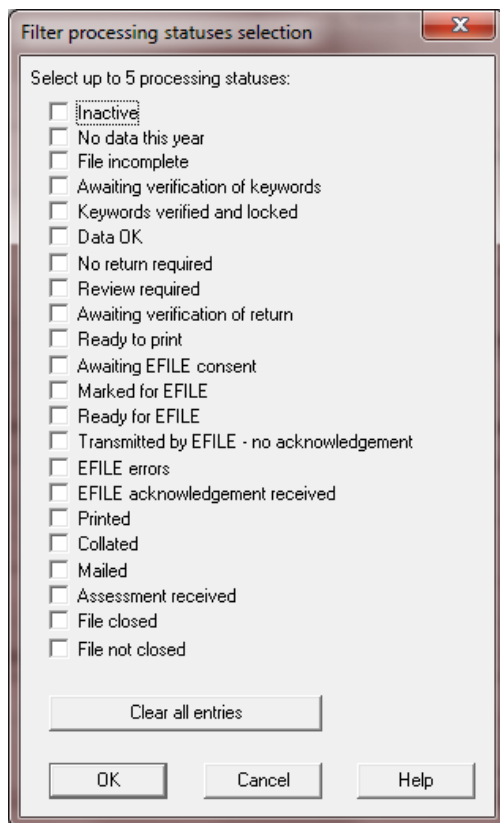 Filter processing statuses selection
Select up to 5 processing statuses:
Inactive
No data this year
File incomplete
Awaiting verification of keywords
Keywords verified and locked
Data OK
No return required
Review required
Awaiting verification of return
Ready to print
Awaiting EFILE consent
Marked for EFILE
Ready for EFILE
Transmitted by EFILE - no acknowledgement
EFILE errors
EFILE acknowledgement received
Printed
Collated
Mailed
Assessment received
File closed
File not closed
Clear all entries
OK Cancel Help